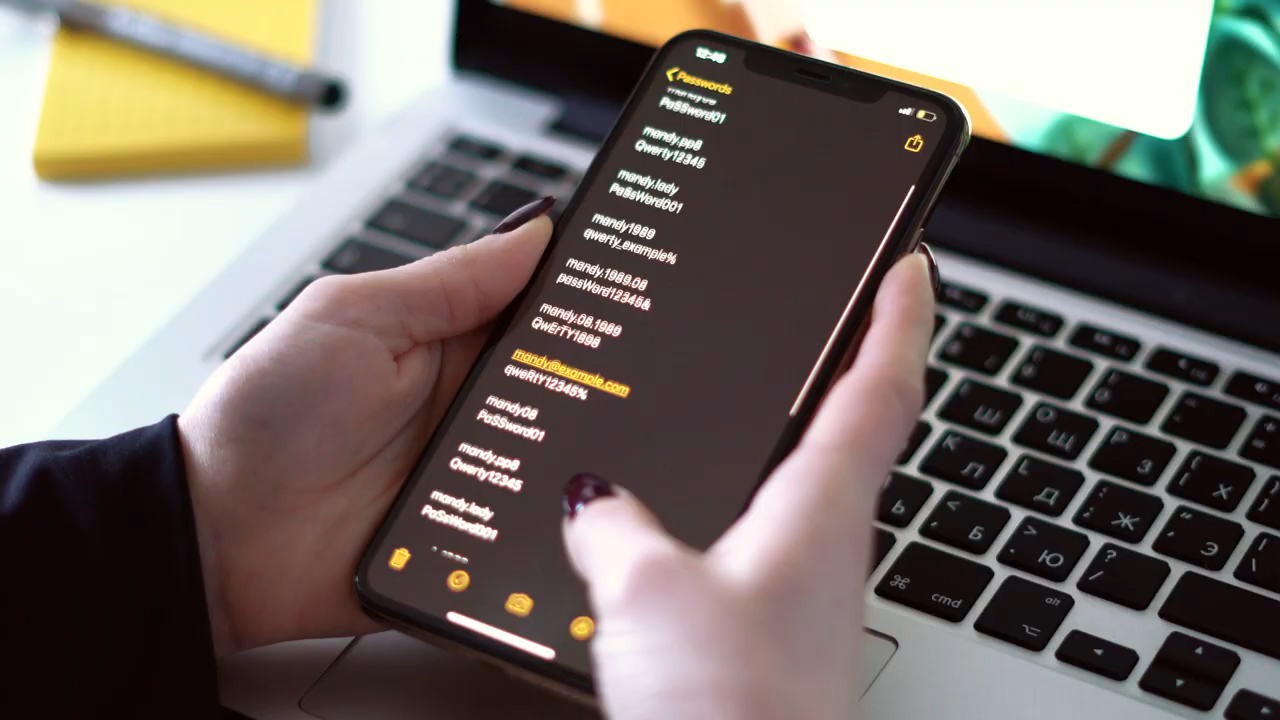 Passwords
PaSSword01
mandy.pp8
Qwerty12345
mandy.lady
PaSsWord001
mandy1989
qwerty_example%
mandy.1989.08
passWord12345&
mandy.08.1989
QwErTY1898
mandy@example.com
qweRtY12345%
mandy08
PaSSword01
mandy.pp8
Qwerty12345
mandy.lady
PaSsWord001
Ш
O Щ
P З
K Л
L Д
Ж
Э
Х
Ь
< Б
> Ю
? /
⌘ cmd
alt ⌥